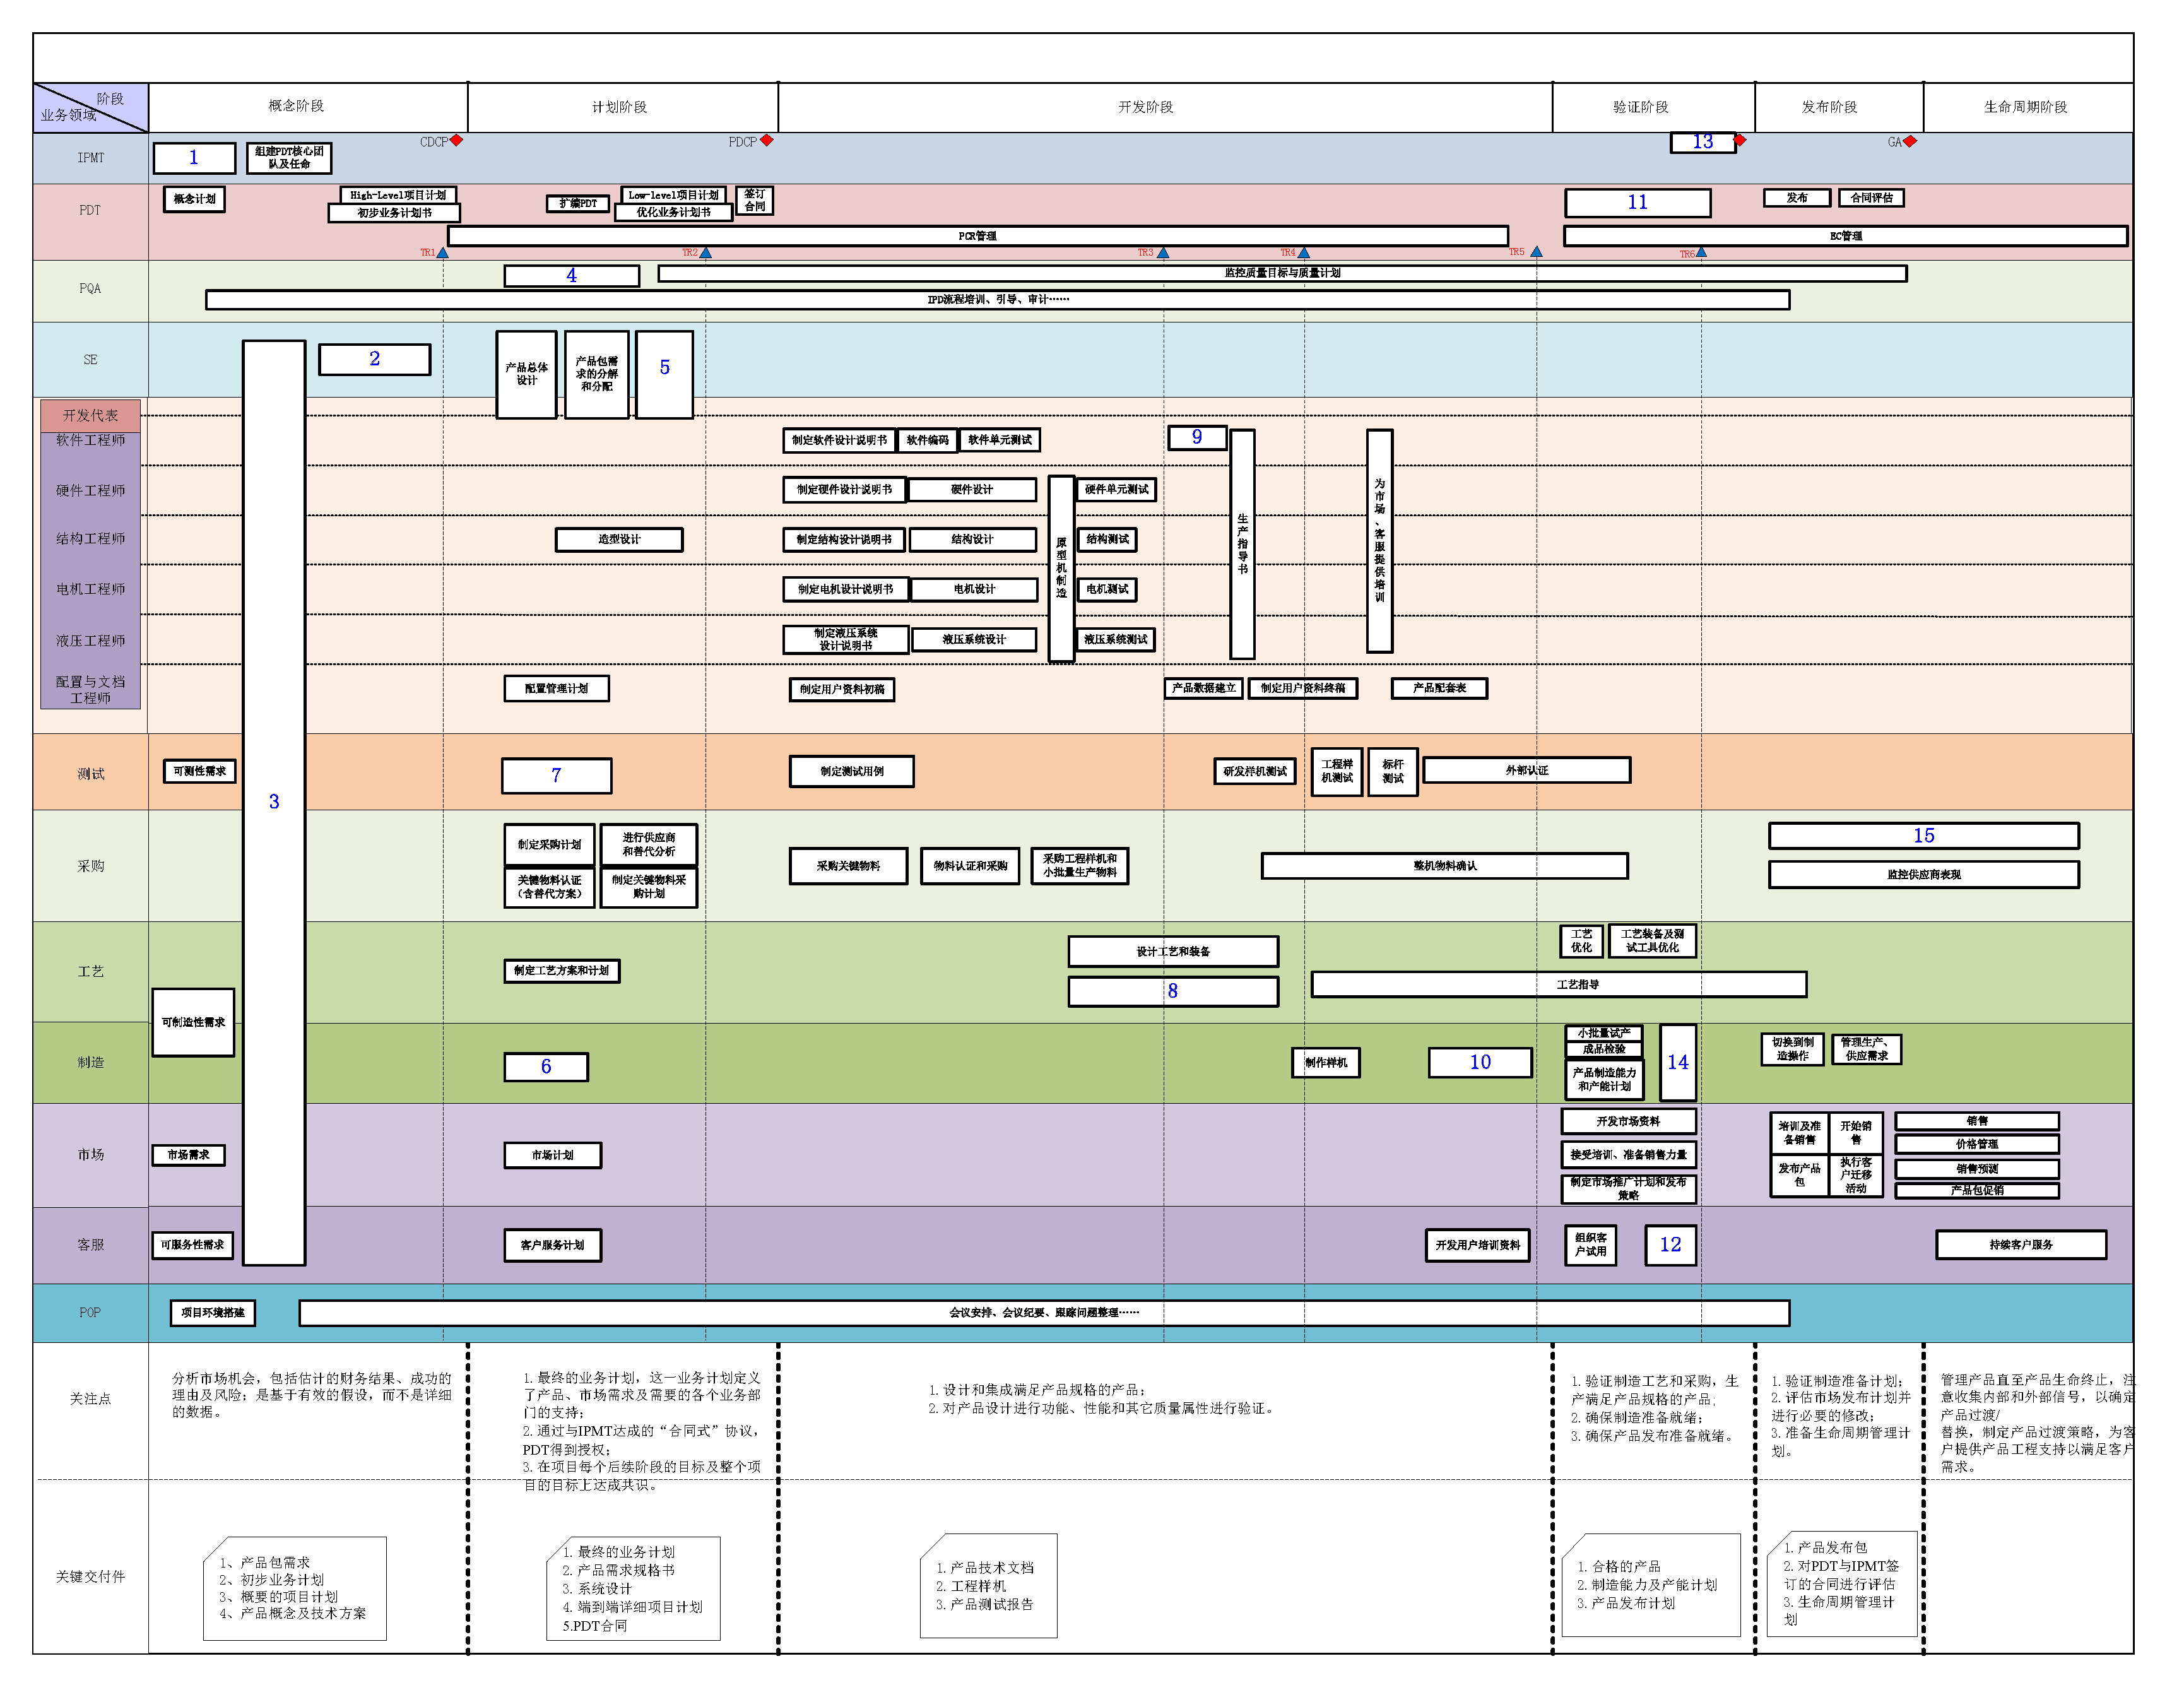 阶段
业务领域
概念阶段
计划阶段
开发阶段
验证阶段
发布阶段
生命周期阶段
IPMT
1
组建PDT核心团
队及任命
CDCP
PDCP
13
GA
PDT
概念计划
High-Level项目计划
初步业务计划书
扩编PDT
Low-level项目计划
优化业务计划书
签订
合同
11
发布
合同评估
PCR管理
EC管理
TR1
TR2
TR3
TR4
TR5
TR6
PQA
4
监控质量目标与质量计划
IPD流程培训、引导、审计……
SE
2
产品总体
设计
产品包需
求的分解
和分配
5
3
开发代表
软件工程师
制定软件设计说明书
软件编码
软件单元测试
9
硬件工程师
制定硬件设计说明书
硬件设计
硬件单元测试
结构工程师
造型设计
制定结构设计说明书
结构设计
结构测试
电机工程师
制定电机设计说明书
电机设计
电机测试
液压工程师
制定液压系统
设计说明书
液压系统设计
液压系统测试
原型机制造
生产指导书
为市场、客服提供培训
配置与文档
工程师
配置管理计划
制定用户资料初稿
产品数据建立
制定用户资料终稿
产品配套表
测试
可测性需求
7
制定测试用例
研发样机测试
工程样
机测试
标杆
测试
外部认证
采购
制定采购计划
进行供应商
和替代分析
关键物料认证
（含替代方案）
制定关键物料采
购计划
采购关键物料
物料认证和采购
采购工程样机和
小批量生产物料
整机物料确认
15
监控供应商表现
工艺
制定工艺方案和计划
设计工艺和装备
8
工艺
优化
工艺装备及测
试工具优化
工艺指导
可制造性需求
制造
6
制作样机
10
小批量试产
成品检验
产品制造能力
和产能计划
14
切换到制
造操作
管理生产、
供应需求
市场
市场需求
市场计划
开发市场资料
接受培训、准备销售力量
制定市场推广计划和发布
策略
培训及准
备销售
开始销
售
发布产品
包
执行客
户迁移
活动
销售
价格管理
销售预测
产品包促销
客服
可服务性需求
客户服务计划
开发用户培训资料
组织客
户试用
12
持续客户服务
POP
项目环境搭建
会议安排、会议纪要、跟踪问题整理……
关注点
分析市场机会，包括估计的财务结果、成功的
理由及风险；是基于有效的假设，而不是详细
的数据。
1. 最终的业务计划，这一业务计划定义
了产品、市场需求及需要的各个业务部
门的支持；
2. 通过与IPMT达成的“合同式”协议，
PDT得到授权；
3. 在项目每个后续阶段的目标及整个项
目的目标上达成共识。
1. 设计和集成满足产品规格的产品；
2. 对产品设计进行功能、性能和其它质量属性进行验证。
1. 验证制造工艺和采购，生
产满足产品规格的产品；
2. 确保制造准备就绪；
3. 确保产品发布准备就绪。
1. 验证制造准备计划；
2. 评估市场发布计划并
进行必要的修改；
3. 准备生命周期管理计
划。
管理产品直至产品生命终止，注
意收集内部和外部信号，以确定
产品过渡/
替换，制定产品过渡策略，为客
户提供产品工程支持以满足客户
需求。
关键交付件
1、产品包需求
2、初步业务计划
3、概要的项目计划
4、产品概念及技术方案
1. 最终的业务计划
2. 产品需求规格书
3. 系统设计
4. 端到端详细项目计划
5.PDT合同
1. 产品技术文档
2. 工程样机
3. 产品测试报告
1. 合格的产品
2. 制造能力及产能计划
3. 产品发布计划
1. 产品发布包
2. 对PDT与IPMT签
订的合同进行评估
3. 生命周期管理计
划